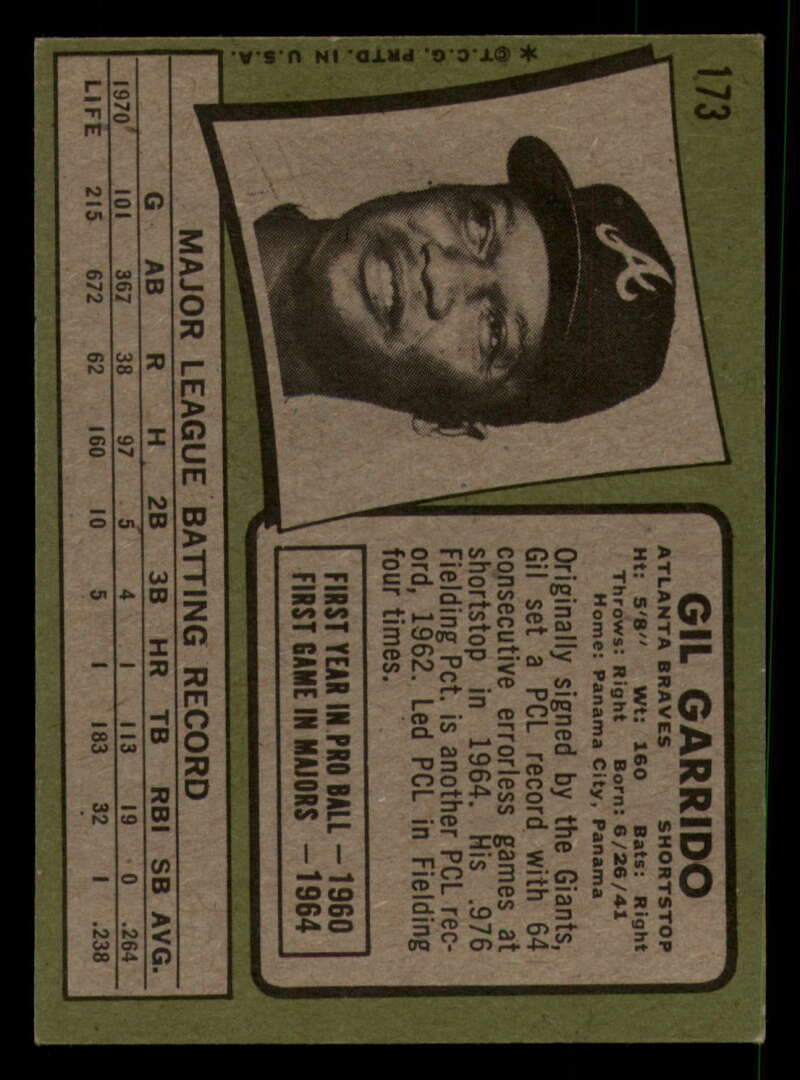 173
GIL GARRIDO
ATLANTA BRAVES SHORTSTOP
Ht: 5'8" Wt: 160 Bats: Right
Throws: Right Born: 6/26/41
Home: Panama City, Panama
Originally signed by the Giants,
Gil set a PCL record with 64
consecutive errorless games at
shortstop in 1964. His .976
Fielding Pct. is another PCL rec-
ord, 1962. Led PCL in Fielding
four times.
FIRST YEAR IN PRO BALL — 1960
FIRST GAME IN MAJORS — 1964
A
MAJOR LEAGUE BATTING RECORD
G AB R H 2B 3B HR TB RBI SB AVG.
1970 101 367 38 97 5 4 1 113 19 0 .264
LIFE 215 672 62 160 10 5 1 183 32 1 .238
* © T.C.G. PRTD. IN U.S.A.